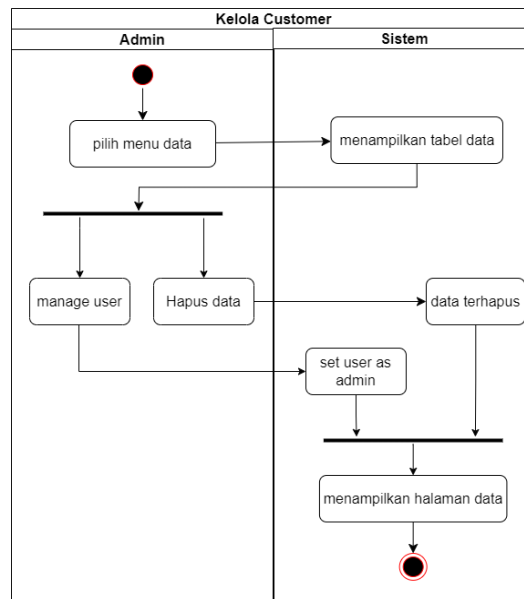 Kelola Customer
Admin
Sistem
pilih menu data
menampilkan tabel data
manage user
Hapus data
data terhapus
set user as
admin
menampilkan halaman data